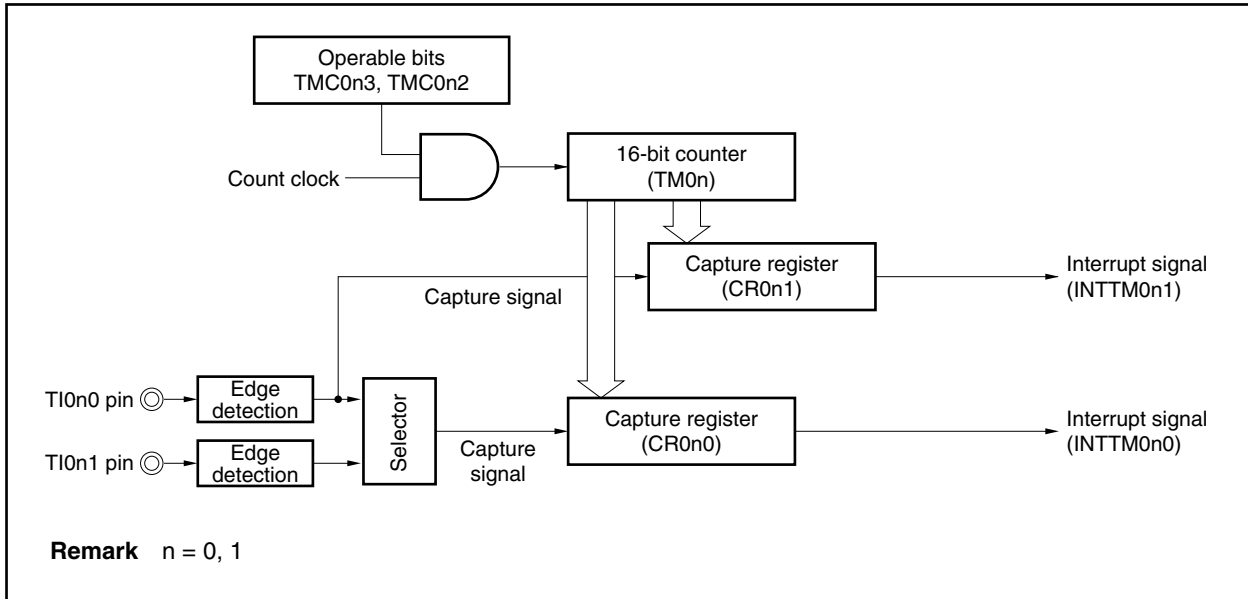 Operable bits
TMC0n3, TMC0n2
Count clock
16-bit counter
(TM0n)
Capture register
(CR0n1)
Interrupt signal
(INTTM0n1)
Capture signal
TI0n0 pin
Edge
detection
Selector
Capture register
(CR0n0)
Interrupt signal
(INTTM0n0)
TI0n1 pin
Edge
detection
Capture
signal
Remark n = 0, 1